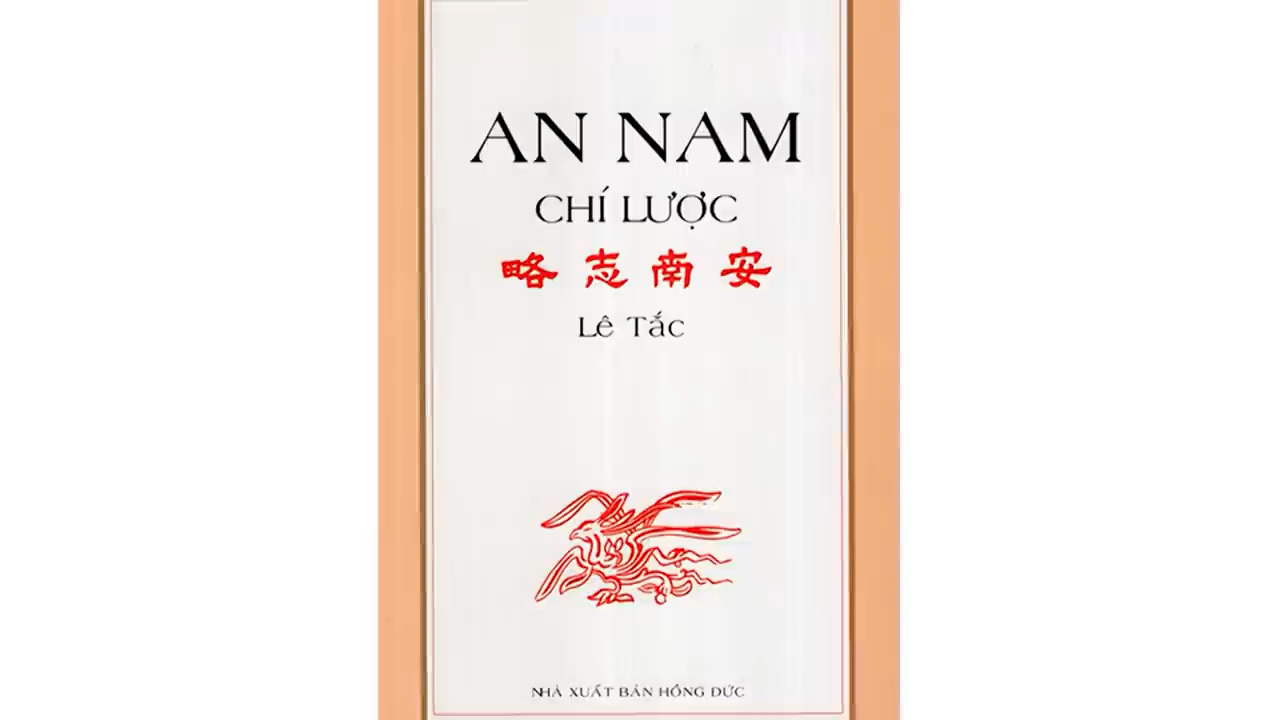 AN NAM
CHÍ LƯỢC
略志南安
Lê Tắc
NHÀ XUẤT BẢN HỒNG ĐỨC